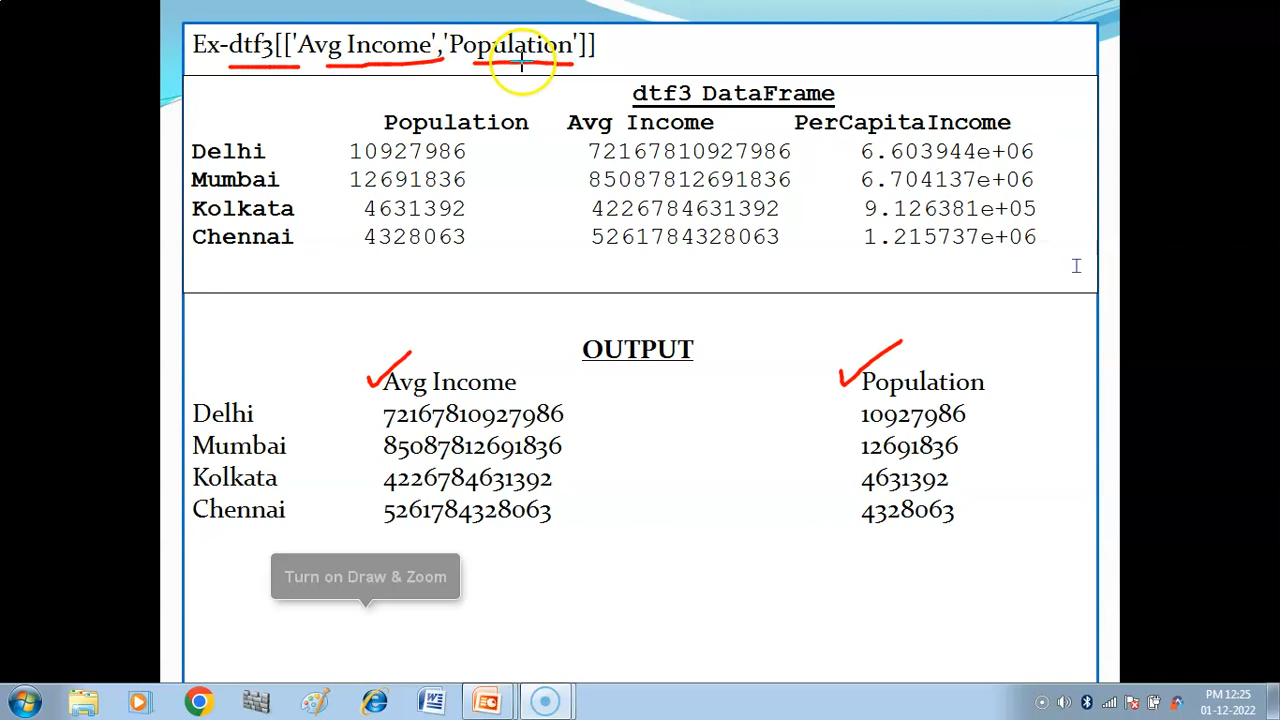 Ex-dtf3[['Avg Income','Population']]
dtf3 DataFrame
Population Avg Income PerCapitaIncome
Delhi 10927986 72167810927986 6.603944e+06
Mumbai 12691836 85087812691836 6.704137e+06
Kolkata 4631392 4226784631392 9.126381e+05
Chennai 4328063 5261784328063 1.215737e+06
OUTPUT
Avg Income Population
Delhi 72167810927986 10927986
Mumbai 85087812691836 12691836
Kolkata 4226784631392 4631392
Chennai 5261784328063 4328063
Turn on Draw & Zoom
PM 12:25
01-12-2022